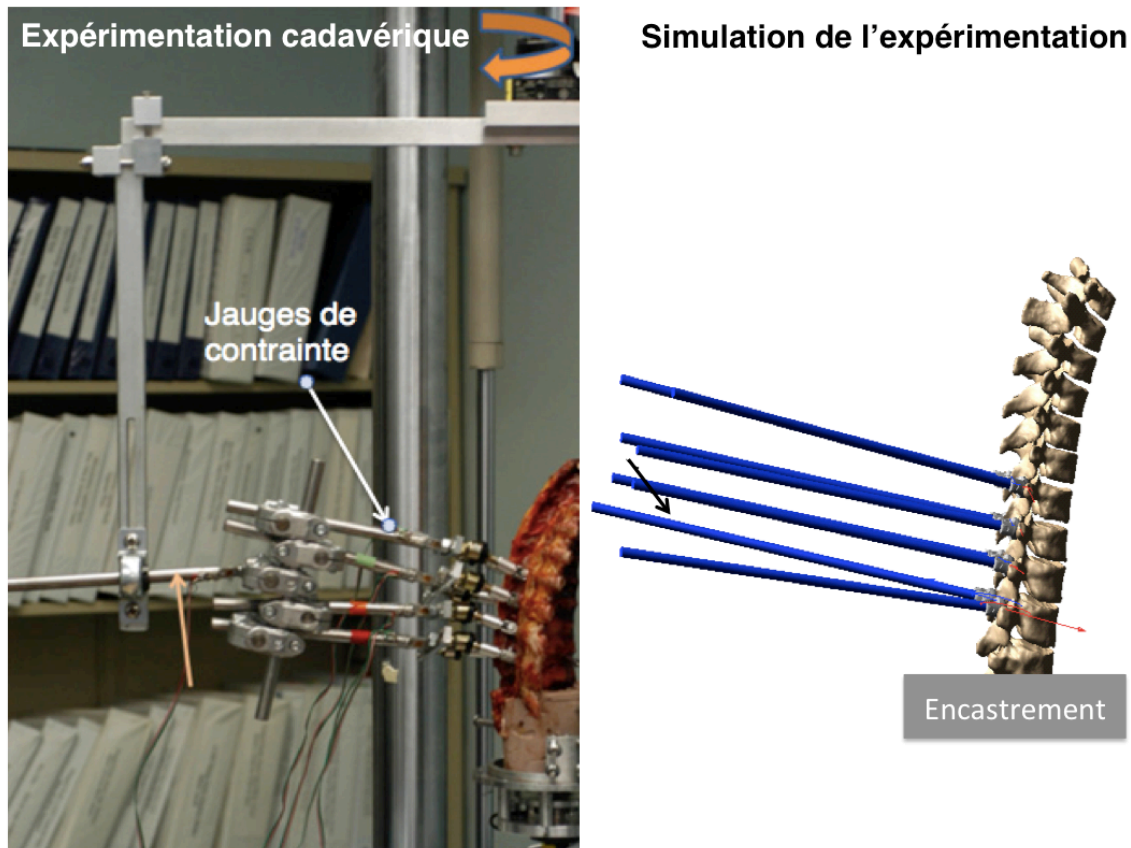 Expérimentation cadavérique
Simulation de l'expérimentation
Jauges de
contrainte
Encastrement